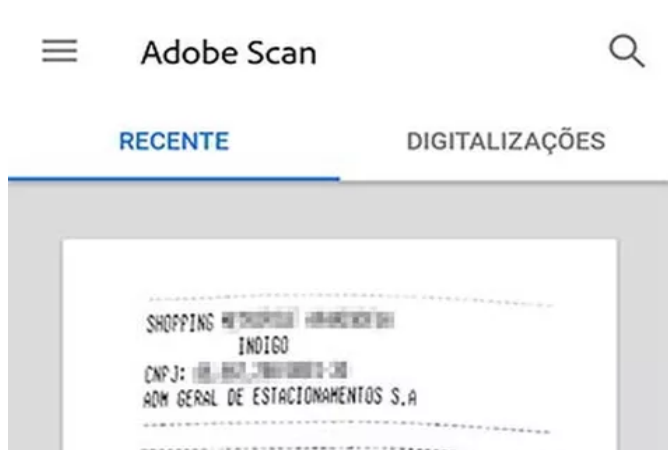 Adobe Scan
RECENTE
DIGITALIZAÇÕES
SHOPPING
INDIGO
CNPJ:
ADM GERAL DE ESTACIONAMENTOS S.A